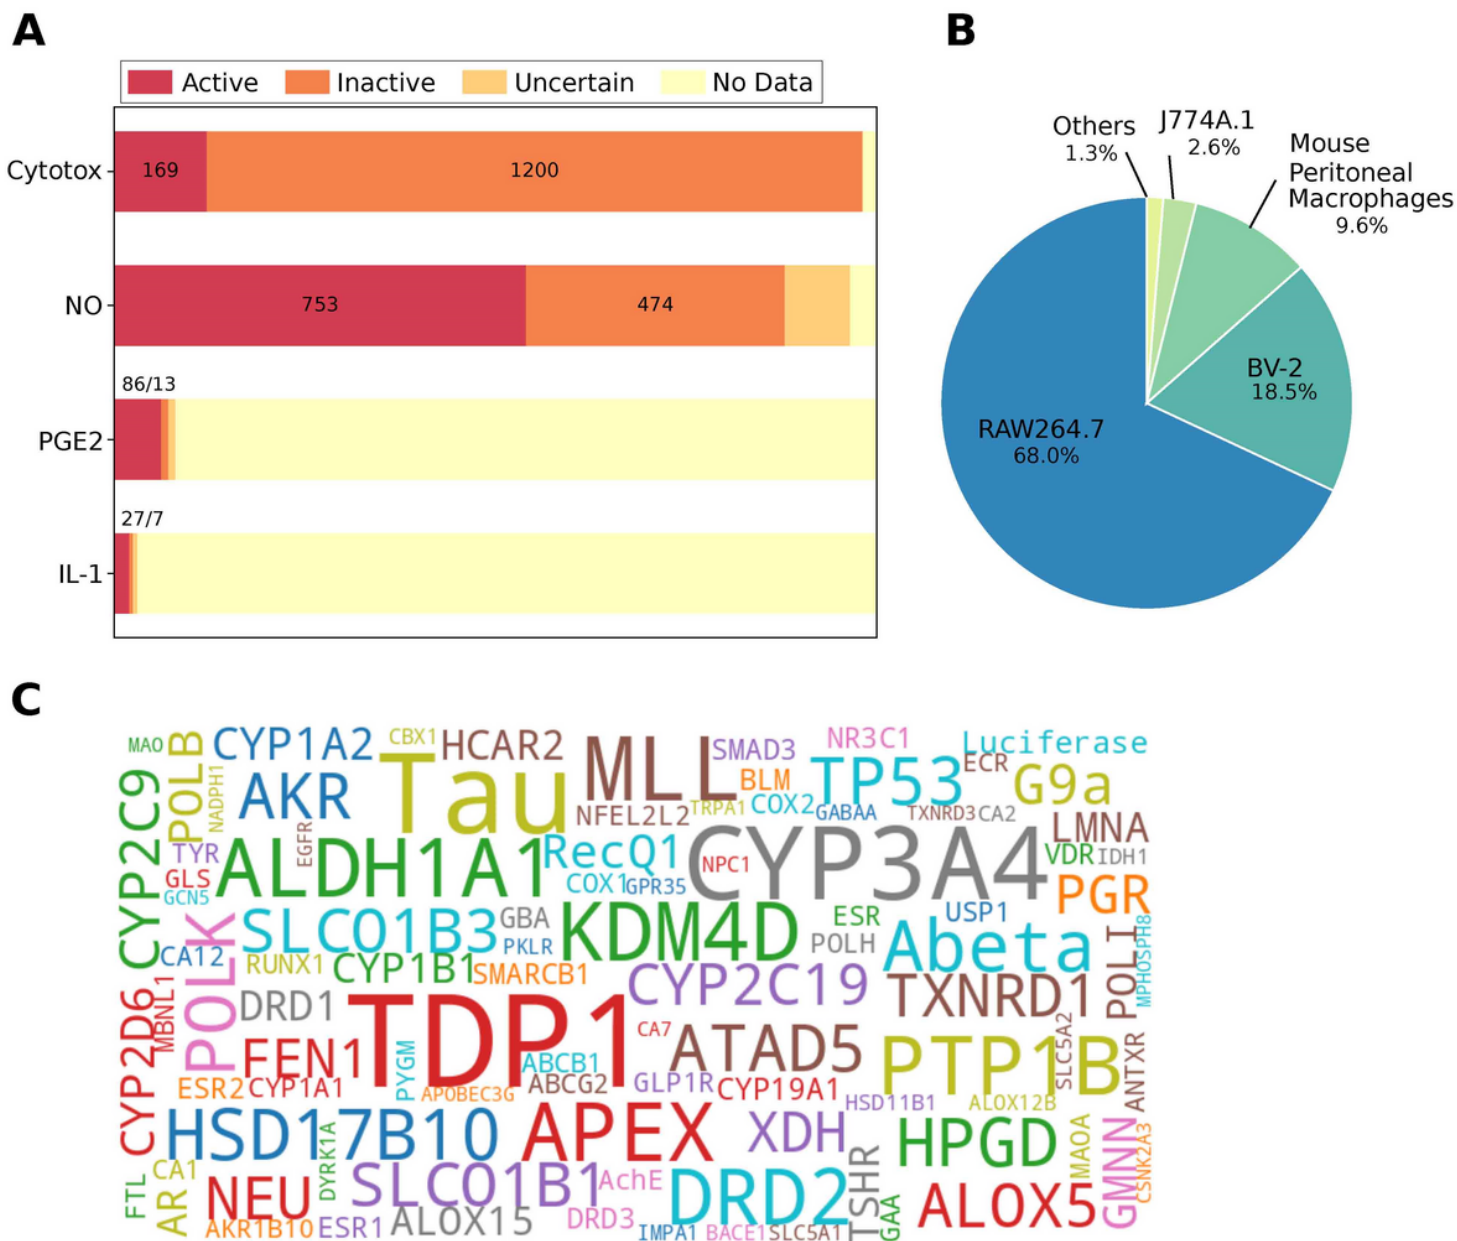 A
B
Active Inactive Uncertain No Data
Cytotox
169
1200
NO
753
474
86/13
PGE2
27/7
IL-1
Others
1.3%
J774A.1
2.6%
Mouse
Peritoneal
Macrophages
9.6%
BV-2
18.5%
RAW264.7
68.0%
C
MAO
POLB
CYP1A2
CBX1
HCAR2
MLL
SMAD3
NR3C1
Luciferase
CYP2C9
NADPH1
AKR
Tau
BLM
TP53
ECR
G9a
NFEL2L2
TRPA1
COX2
GABAA
TXNRD3
CA2
LMNA
TYR
EGFR
ALDH1A1
RecQ1
NPC1
CYP3A4
VDR
IDH1
GLS
GCN5
COX1
GPR35
PGR
POLK
SLCO1B3
GBA
KDM4D
ESR
USP1
PKLR
POLH
Abeta
POLI
MPHOSPH8
CA12
RUNX1
CYP1B1
SMARCB1
CYP2C19
TXNRD1
CYP2D6
MBNL1
DRD1
TDP1
CA7
ATAD5
SLC5A2
PTP1B
ANTXR
FEN1
PYGM
ABCB1
ESR2
CYP1A1
APOBEC3G
ABCG2
GLP1R
CYP19A1
HSD11B1
ALOX12B
HSD17B10
DYRK1A
APEX
XDH
HPGD
MAOA
GMNN
CSNK2A3
FTL
CA1
AR
NEU
SLCO1B1
AchE
DRD2
TSHR
GAA
ALOX5
AKR1B10
ESR1
ALOX15
DRD3
IMPA1
BACE1
SLC5A1